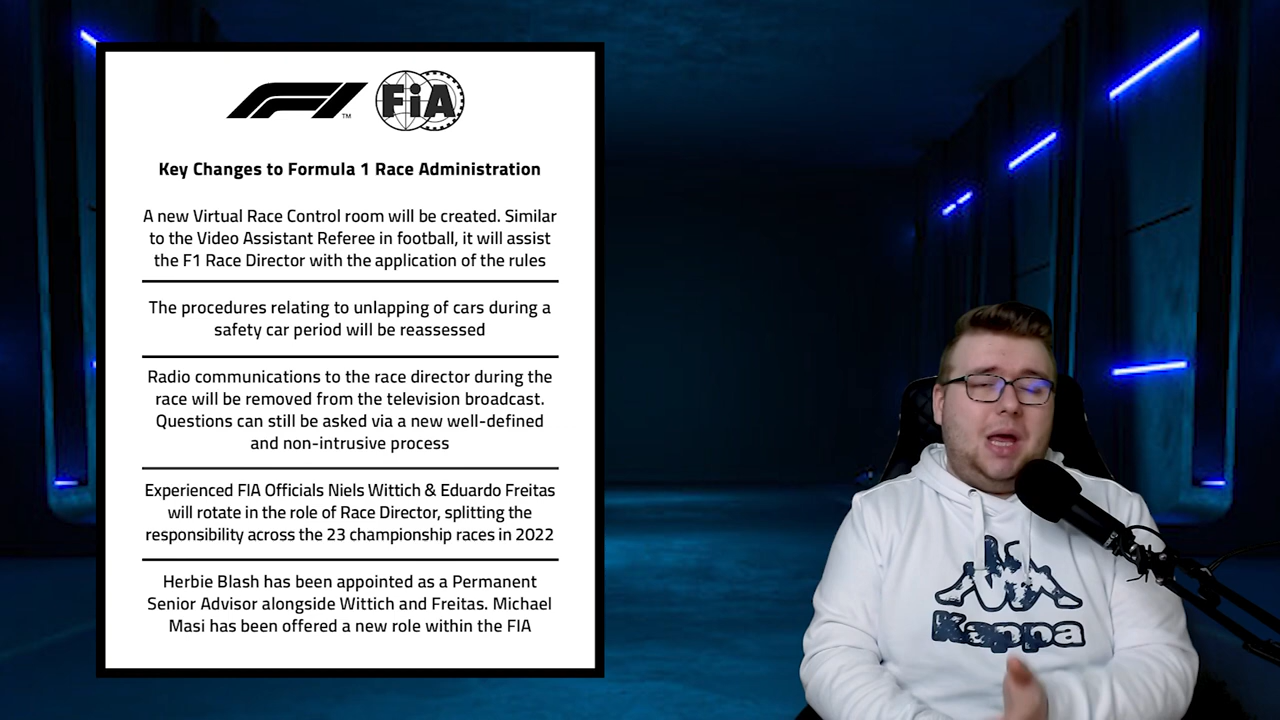 F1
TM
FiA
Key Changes to Formula 1 Race Administration
A new Virtual Race Control room will be created. Similar
to the Video Assistant Referee in football, it will assist
the F1 Race Director with the application of the rules
The procedures relating to unlapping of cars during a
safety car period will be reassessed
Radio communications to the race director during the
race will be removed from the television broadcast.
Questions can still be asked via a new well-defined
and non-intrusive process
Experienced FIA Officials Niels Wittich & Eduardo Freitas
will rotate in the role of Race Director, splitting the
responsibility across the 23 championship races in 2022
Herbie Blash has been appointed as a Permanent
Senior Advisor alongside Wittich and Freitas. Michael
Masi has been offered a new role within the FIA
Kappa